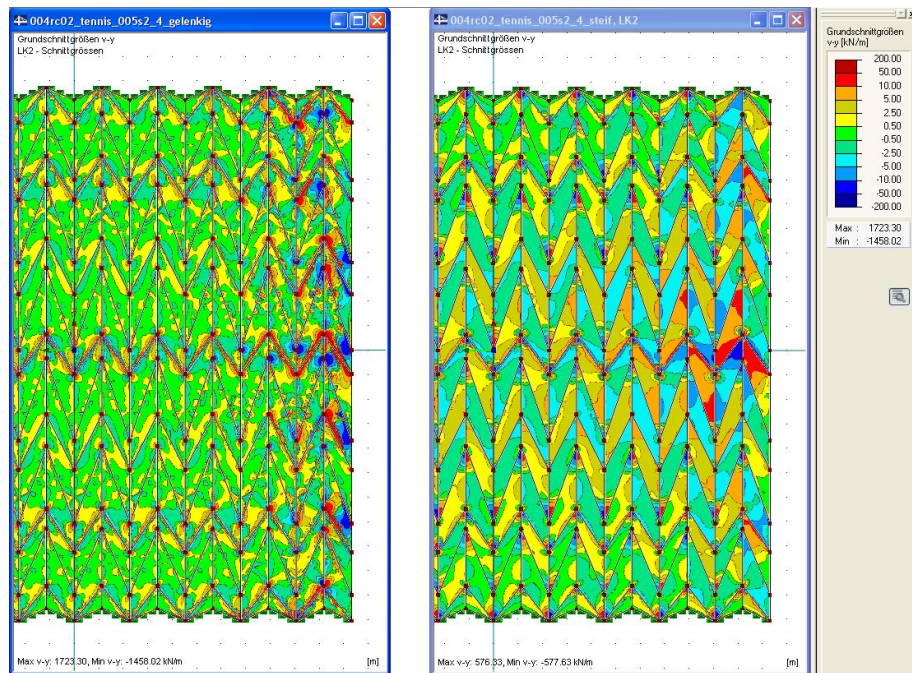 004rc02_tennis_005s2_4_gelenkig
Grundschnittgrößen v-y
LK2 - Schnittgrössen
Max v-y: 1723.30, Min v-y: -1458.02 kN/m
[m]
004rc02_tennis_005s2_4_steif, LK2
Grundschnittgrößen v-y
LK2 - Schnittgrössen
Max v-y: 576.33, Min v-y: -577.63 kN/m
[m]
Grundschnittgrößen
v-y [kN/m]
200.00
50.00
10.00
5.00
2.50
0.50
-0.50
-2.50
-5.00
-10.00
-50.00
-200.00
Max : 1723.30
Min : -1458.02